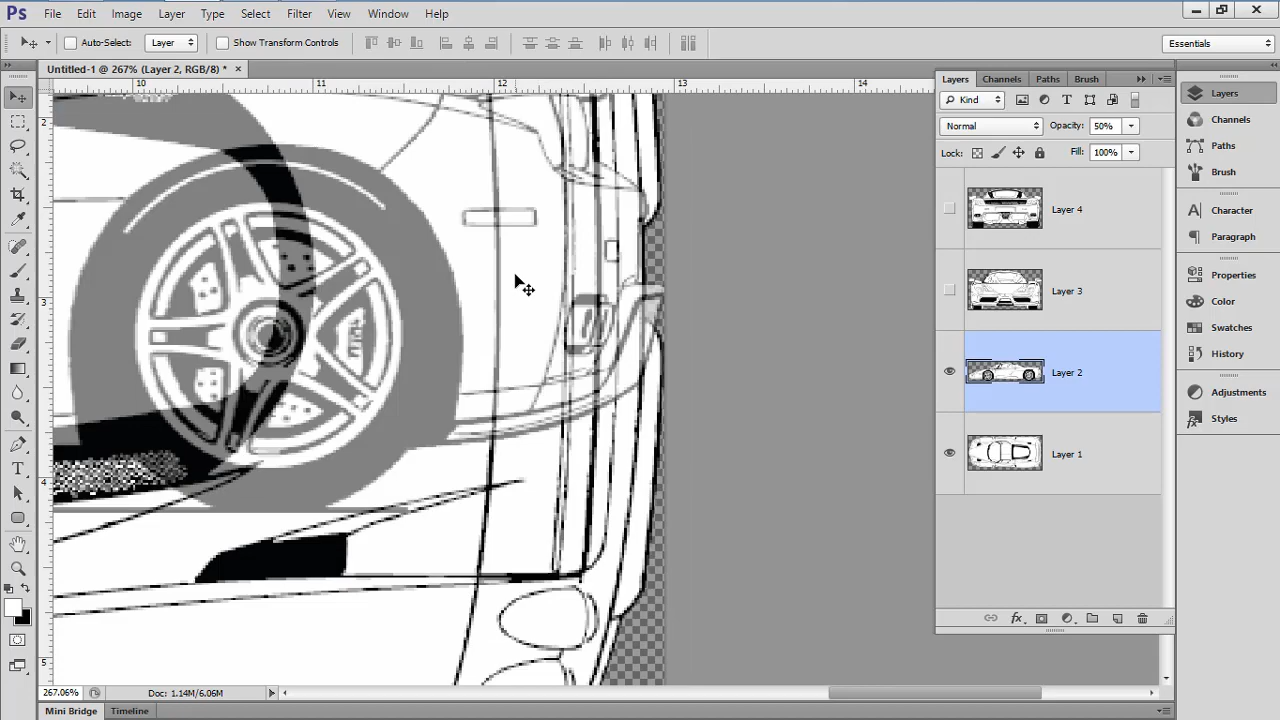 Ps File Edit Image Layer Type Select Filter View Window Help
Auto-Select: Layer Show Transform Controls Essentials
Untitled-1 @ 267% (Layer 2, RGB/8) * ×
10 11 12 13 14
2
3
4
5
Layers Channels Paths Brush
Kind
Normal Opacity: 50%
Lock: Fill: 100%
Layer 4
Layer 3
Layer 2
Layer 1
Layers
Channels
Paths
Brush
Character
Paragraph
Properties
Color
Swatches
History
Adjustments
Styles
267.06% Doc: 1.14M/6.06M
Mini Bridge Timeline